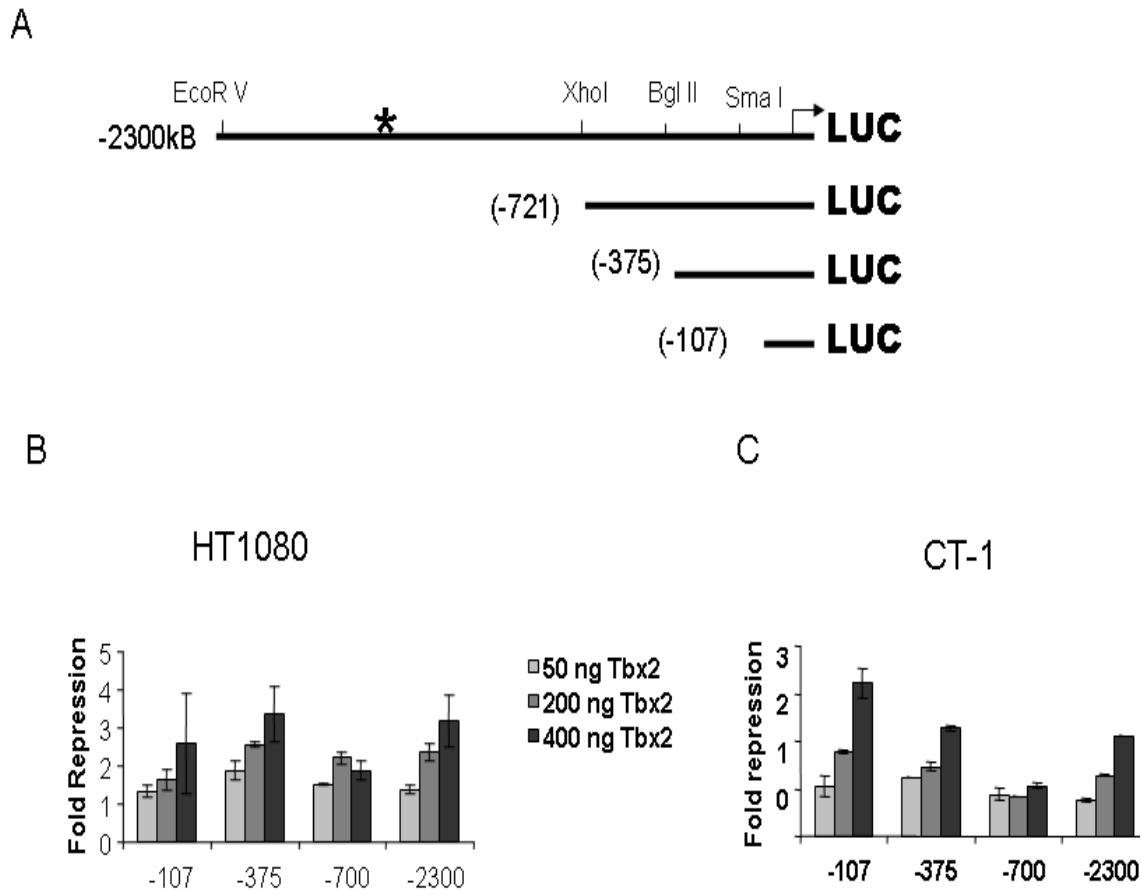 A
EcoR V
*
XhoI
Bgl II
Sma I
-2300kB
LUC
(-721)
LUC
(-375)
LUC
(-107)
LUC
B
C
HT1080
CT-1
Fold Repression
5
4
3
2
1
0
-107
-375
-700
-2300
50 ng Tbx2
200 ng Tbx2
400 ng Tbx2
Fold repression
3
2
1
0
-107
-375
-700
-2300